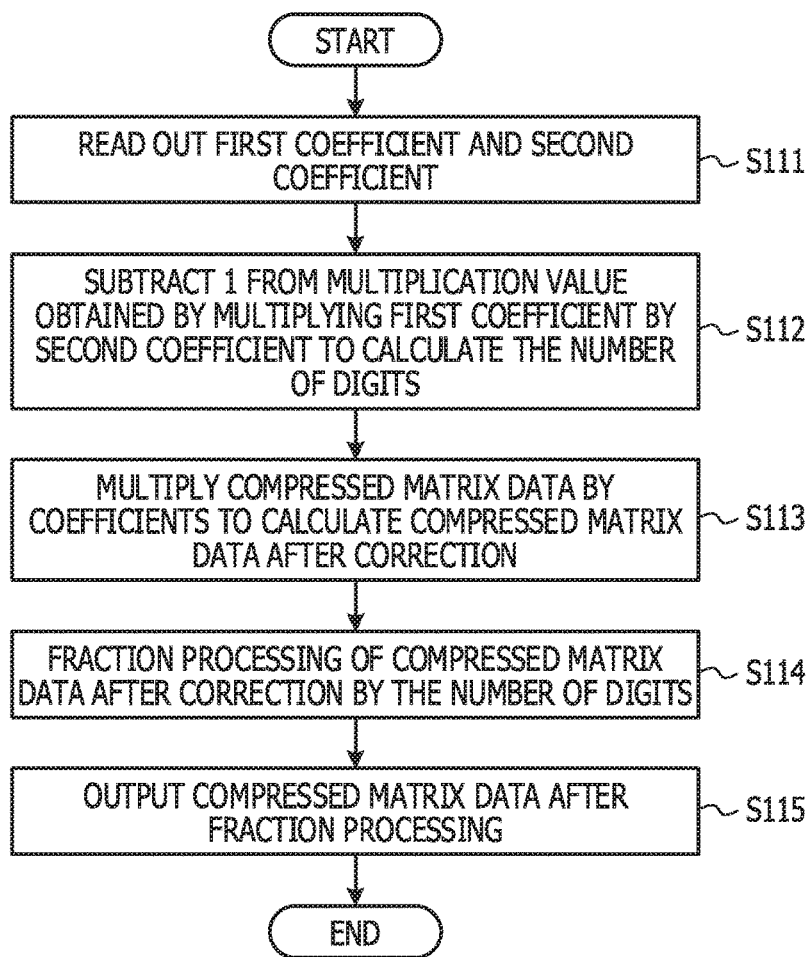 START
READ OUT FIRST COEFFICIENT AND SECOND
COEFFICIENT
S111
SUBTRACT 1 FROM MULTIPLICATION VALUE
OBTAINED BY MULTIPLYING FIRST COEFFICIENT BY
SECOND COEFFICIENT TO CALCULATE THE NUMBER
OF DIGITS
S112
MULTIPLY COMPRESSED MATRIX DATA BY
COEFFICIENTS TO CALCULATE COMPRESSED MATRIX
DATA AFTER CORRECTION
S113
FRACTION PROCESSING OF COMPRESSED MATRIX
DATA AFTER CORRECTION BY THE NUMBER OF DIGITS
S114
OUTPUT COMPRESSED MATRIX DATA AFTER
FRACTION PROCESSING
S115
END